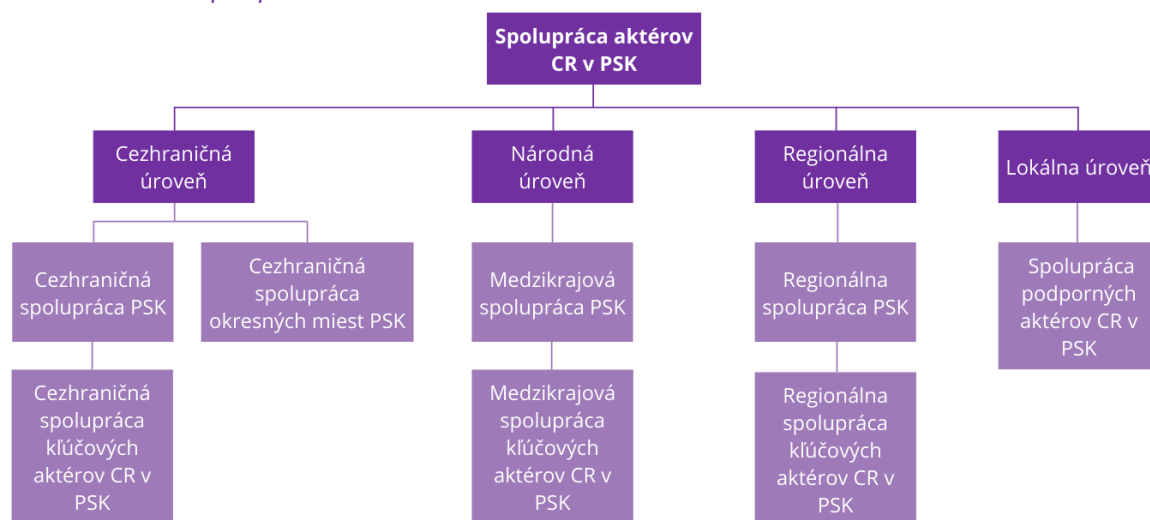 Spolupráca aktérov
CR v PSK
Cezhraničná
úroveň
Národná
úroveň
Regionálna
úroveň
Lokálna úroveň
Cezhraničná
spolupráca PSK
Cezhraničná
spolupráca
okresných miest PSK
Medzikrajová
spolupráca PSK
Regionálna
spolupráca PSK
Spolupráca
podporných
aktérov CR v
PSK
Cezhraničná
spolupráca
kľúčových
aktérov CR v
PSK
Medzikrajová
spolupráca
kľúčových
aktérov CR v
PSK
Regionálna
spolupráca
kľúčových
aktérov CR v
PSK